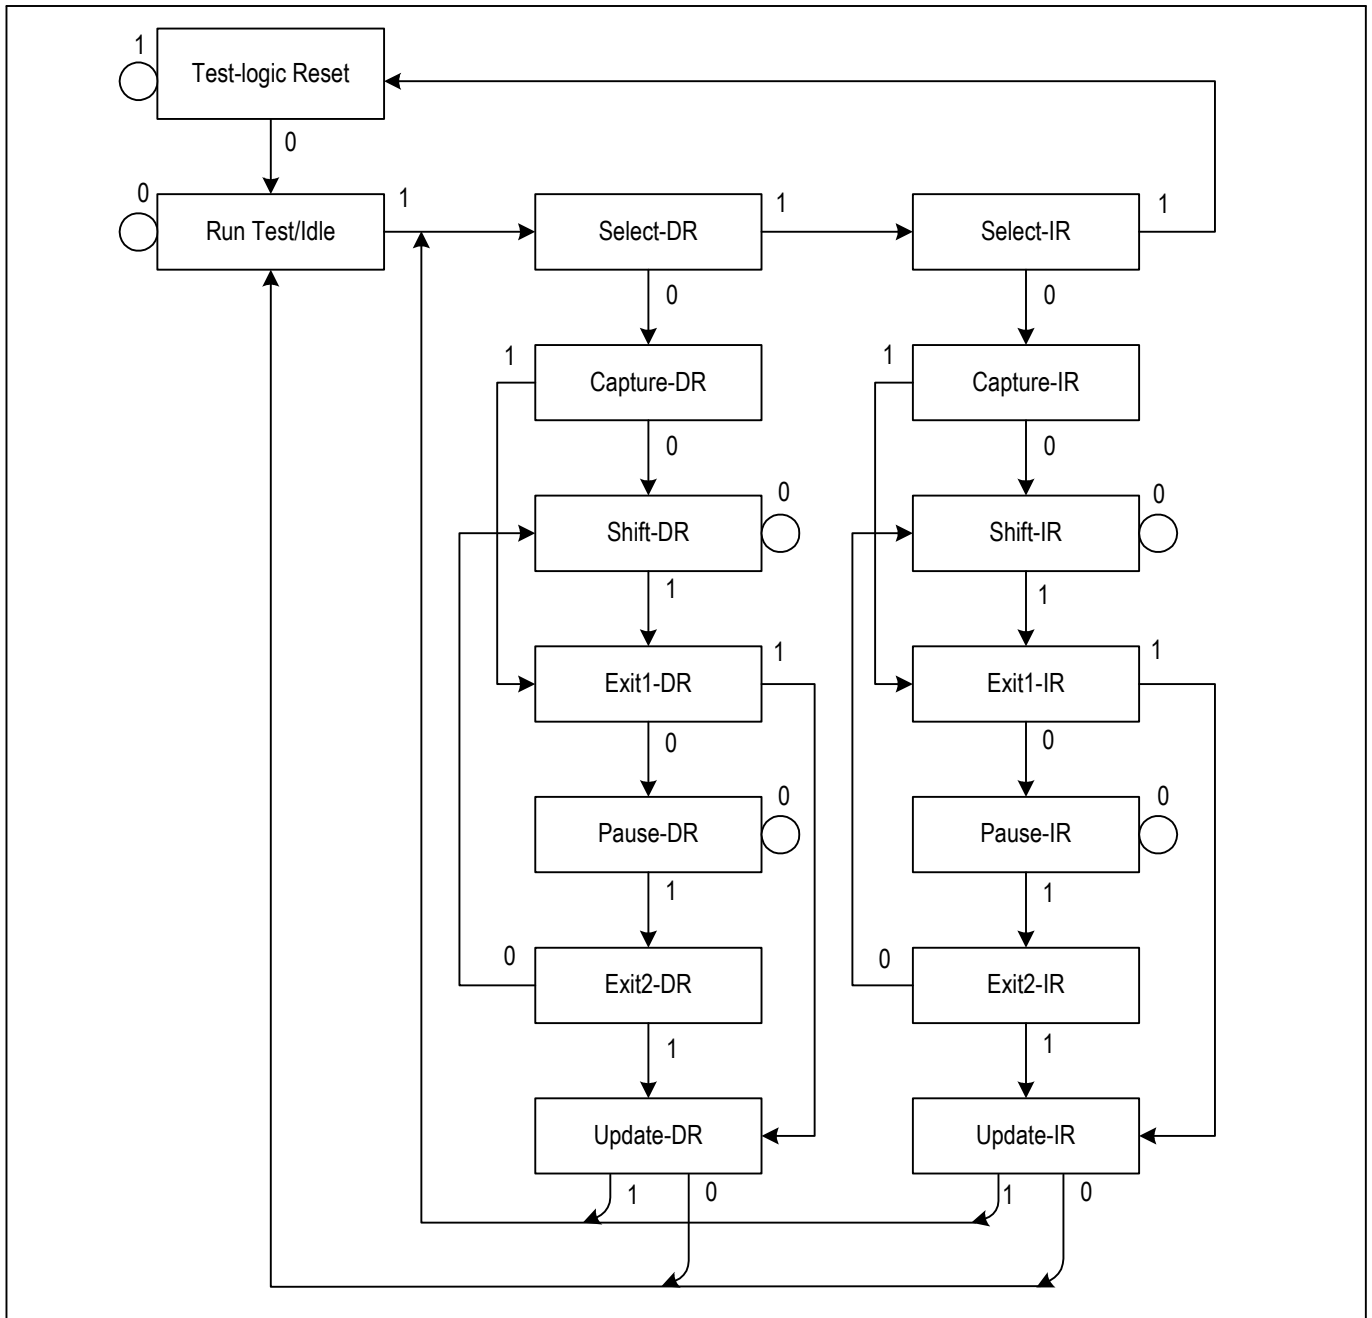 1
Test-logic Reset
0
0
Run Test/Idle
1
Select-DR
1
Select-IR
1
0
0
1
Capture-DR
1
Capture-IR
0
0
Shift-DR
0
Shift-IR
0
1
1
Exit1-DR
1
Exit1-IR
1
0
0
Pause-DR
0
Pause-IR
0
1
1
0
Exit2-DR
0
Exit2-IR
1
1
Update-DR
Update-IR
1
0
1
0